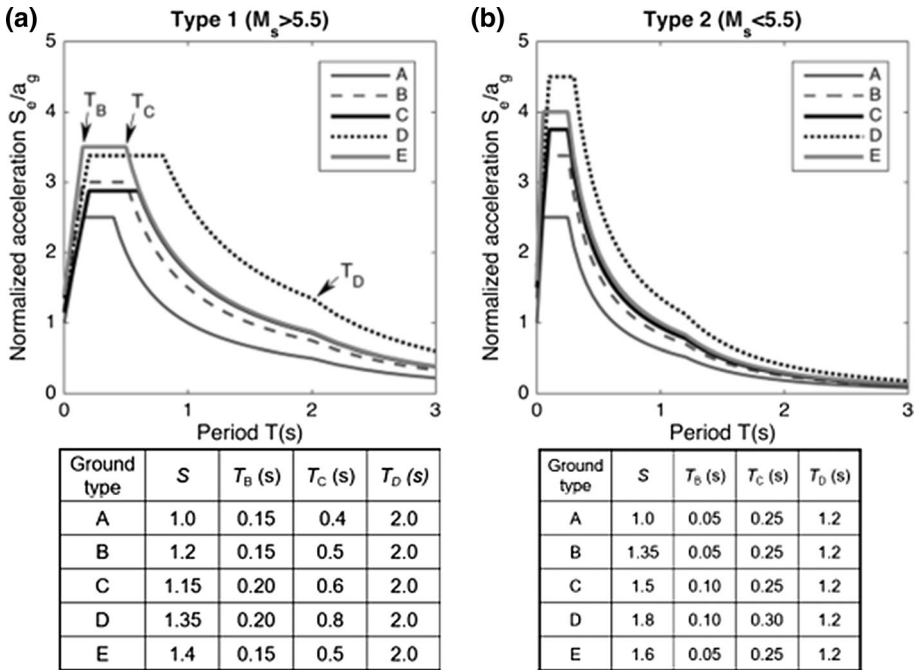 (a) Type 1 (Ms>5.5)
Normalized acceleration Se/ag
5
4
3
2
1
0
TB TC
TD
A
B
C
D
E
0 1 2 3
Period T(s)
Ground type S TB (s) TC (s) TD (s)
A 1.0 0.15 0.4 2.0
B 1.2 0.15 0.5 2.0
C 1.15 0.20 0.6 2.0
D 1.35 0.20 0.8 2.0
E 1.4 0.15 0.5 2.0
(b) Type 2 (Ms<5.5)
Normalized acceleration Se/ag
5
4
3
2
1
0
A
B
C
D
E
0 1 2 3
Period T(s)
Ground type S TB (s) TC (s) TD (s)
A 1.0 0.05 0.25 1.2
B 1.35 0.05 0.25 1.2
C 1.5 0.10 0.25 1.2
D 1.8 0.10 0.30 1.2
E 1.6 0.05 0.25 1.2